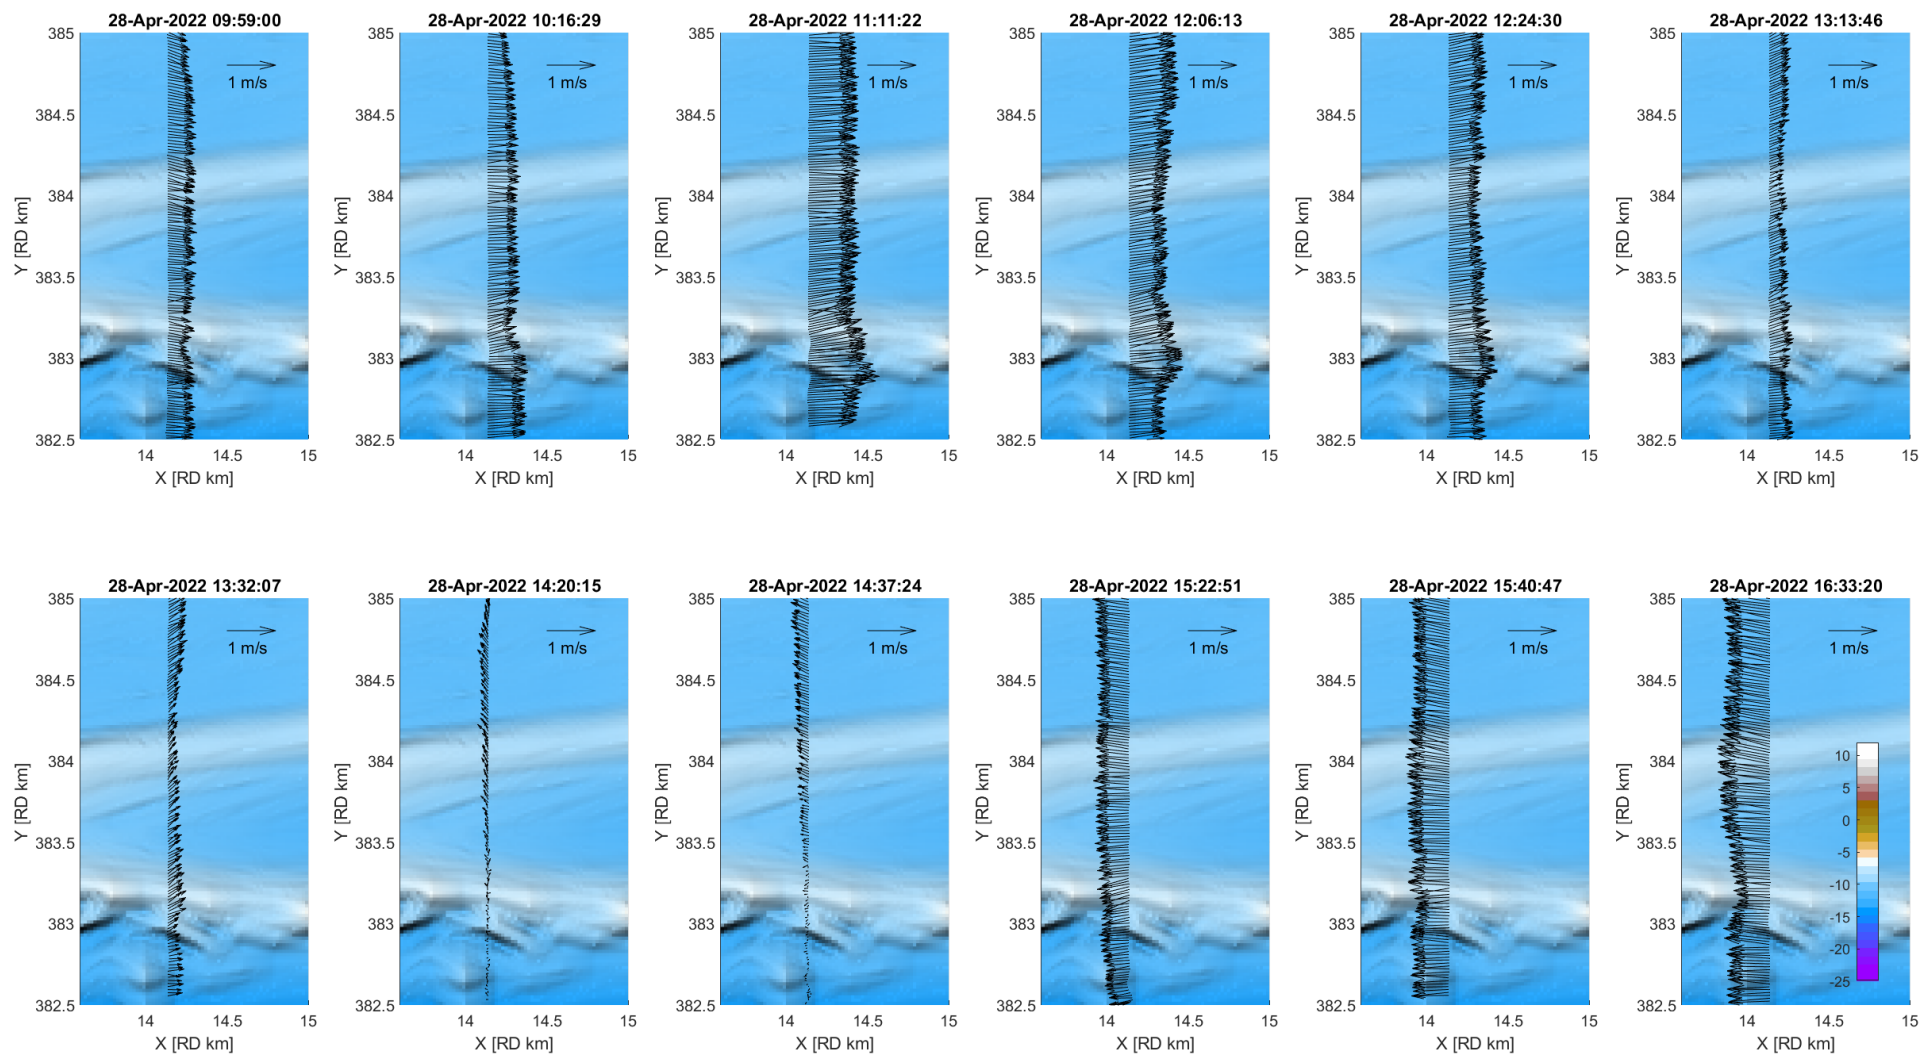 28-Apr-2022 09:59:00
385
384.5
384
383.5
383
382.5
14 14.5 15
X [RD km]
Y [RD km]
1 m/s
28-Apr-2022 10:16:29
385
384.5
384
383.5
383
382.5
14 14.5 15
X [RD km]
Y [RD km]
1 m/s
28-Apr-2022 11:11:22
385
384.5
384
383.5
383
382.5
14 14.5 15
X [RD km]
Y [RD km]
1 m/s
28-Apr-2022 12:06:13
385
384.5
384
383.5
383
382.5
14 14.5 15
X [RD km]
Y [RD km]
1 m/s
28-Apr-2022 12:24:30
385
384.5
384
383.5
383
382.5
14 14.5 15
X [RD km]
Y [RD km]
1 m/s
28-Apr-2022 13:13:46
385
384.5
384
383.5
383
382.5
14 14.5 15
X [RD km]
Y [RD km]
1 m/s
28-Apr-2022 13:32:07
385
384.5
384
383.5
383
382.5
14 14.5 15
X [RD km]
Y [RD km]
1 m/s
28-Apr-2022 14:20:15
385
384.5
384
383.5
383
382.5
14 14.5 15
X [RD km]
Y [RD km]
1 m/s
28-Apr-2022 14:37:24
385
384.5
384
383.5
383
382.5
14 14.5 15
X [RD km]
Y [RD km]
1 m/s
28-Apr-2022 15:22:51
385
384.5
384
383.5
383
382.5
14 14.5 15
X [RD km]
Y [RD km]
1 m/s
28-Apr-2022 15:40:47
385
384.5
384
383.5
383
382.5
14 14.5 15
X [RD km]
Y [RD km]
1 m/s
28-Apr-2022 16:33:20
385
384.5
384
383.5
383
382.5
14 14.5 15
X [RD km]
Y [RD km]
1 m/s
10
5
0
-5
-10
-15
-20
-25